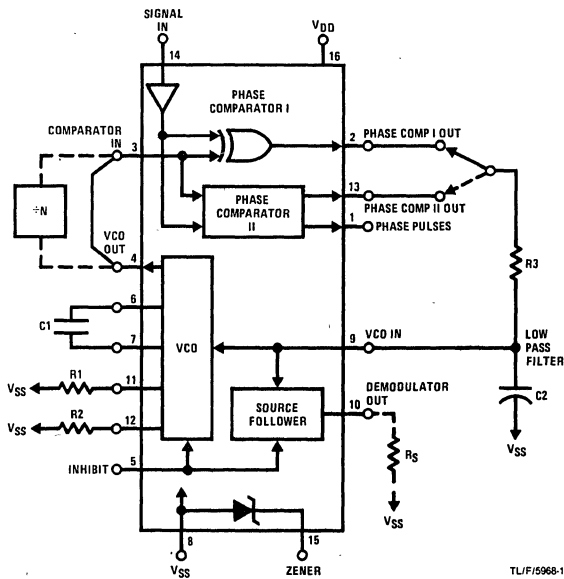 SIGNAL
IN
14
VDD
16
PHASE
COMPARATOR I
COMPARATOR
IN
3
2
PHASE COMP I OUT
÷N
PHASE
COMPARATOR
II
13
PHASE COMP II OUT
1
PHASE PULSES
VCO
OUT
4
R3
6
C1
7
VCO
9
VCO IN
LOW
PASS
FILTER
VSS
R1
11
SOURCE
FOLLOWER
DEMODULATOR
OUT
10
C2
VSS
R2
12
RS
VSS
INHIBIT
5
VSS
8
VSS
15
ZENER
TL/F/5968-1